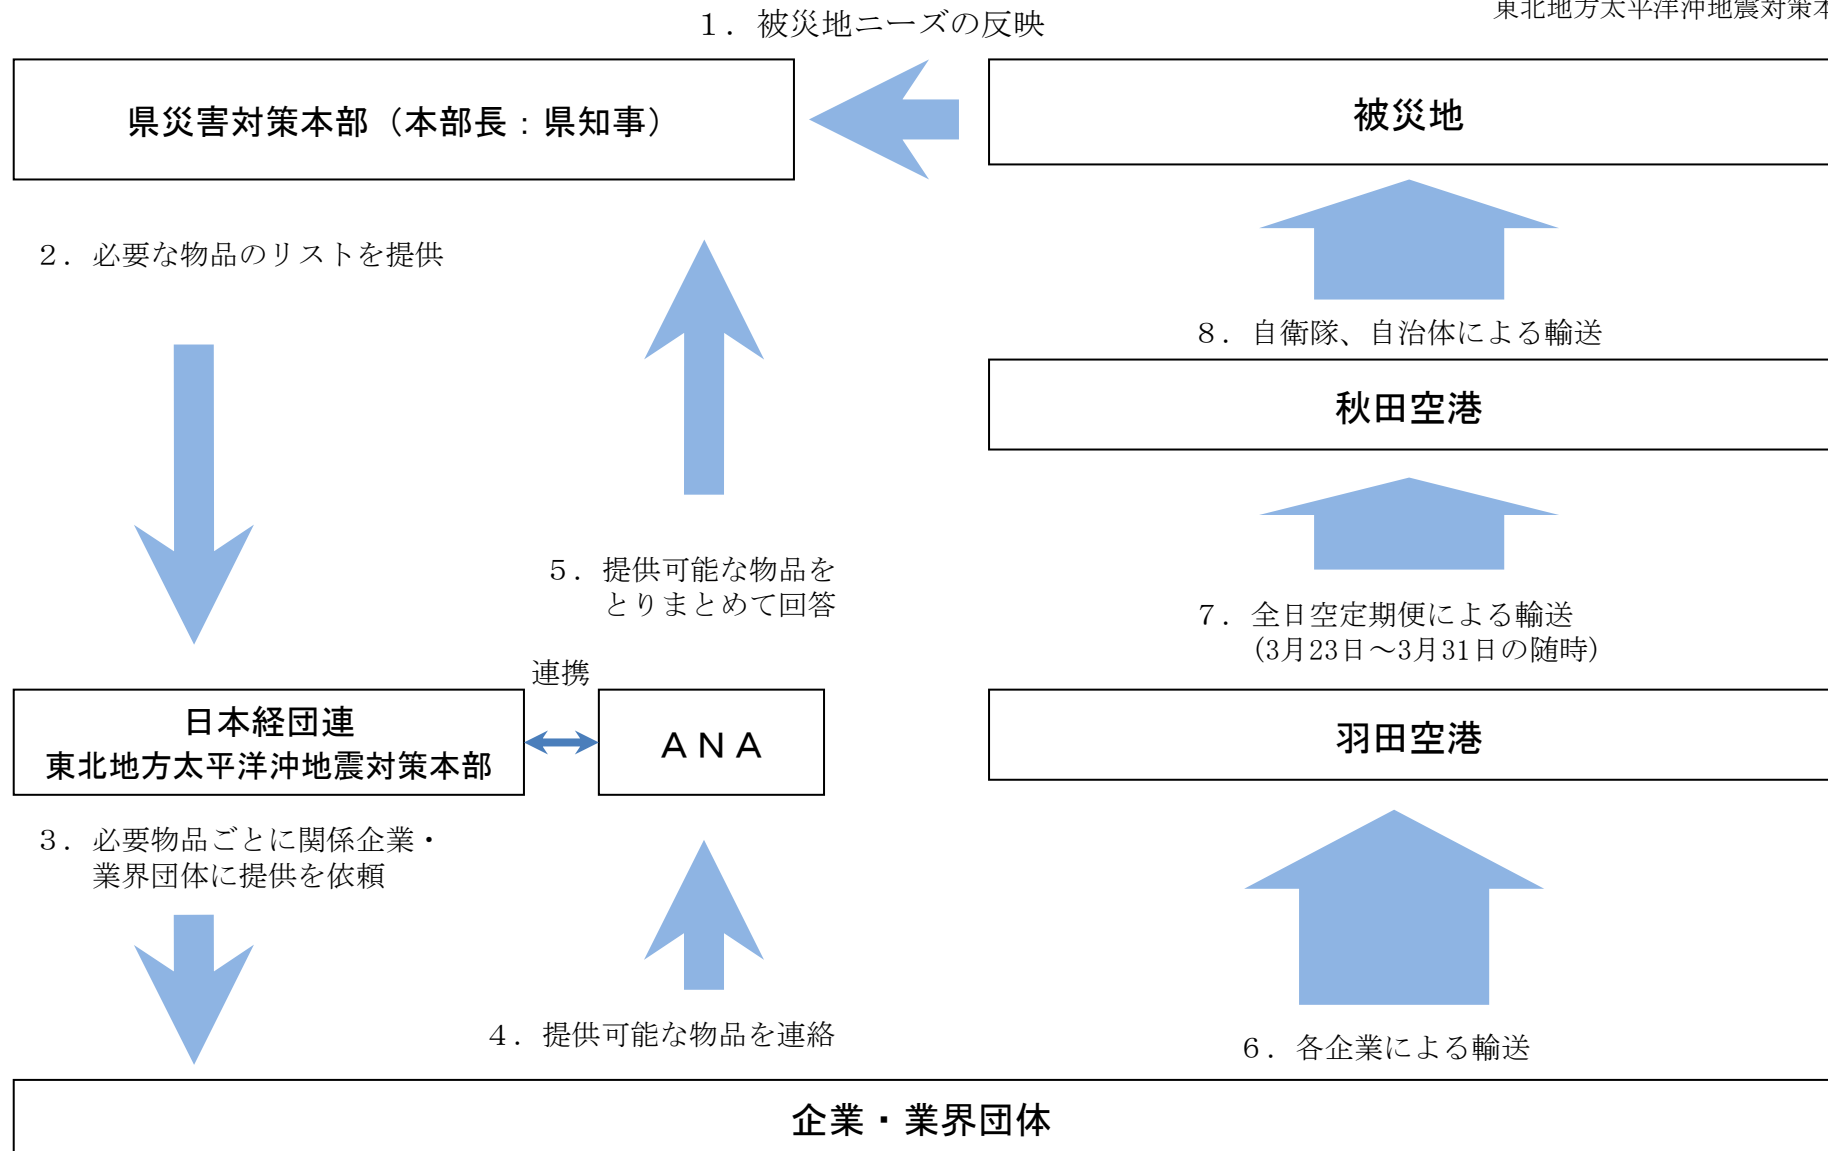 東北地方太平洋沖地震対策本
１．被災地ニーズの反映
県災害対策本部（本部長：県知事）
被災地
２．必要な物品のリストを提供
８．自衛隊、自治体による輸送
秋田空港
５．提供可能な物品を
とりまとめて回答
７．全日空定期便による輸送
（3月23日～3月31日の随時）
連携
日本経団連
東北地方太平洋沖地震対策本部
ＡＮＡ
羽田空港
３．必要物品ごとに関係企業・
業界団体に提供を依頼
４．提供可能な物品を連絡
６．各企業による輸送
企業・業界団体